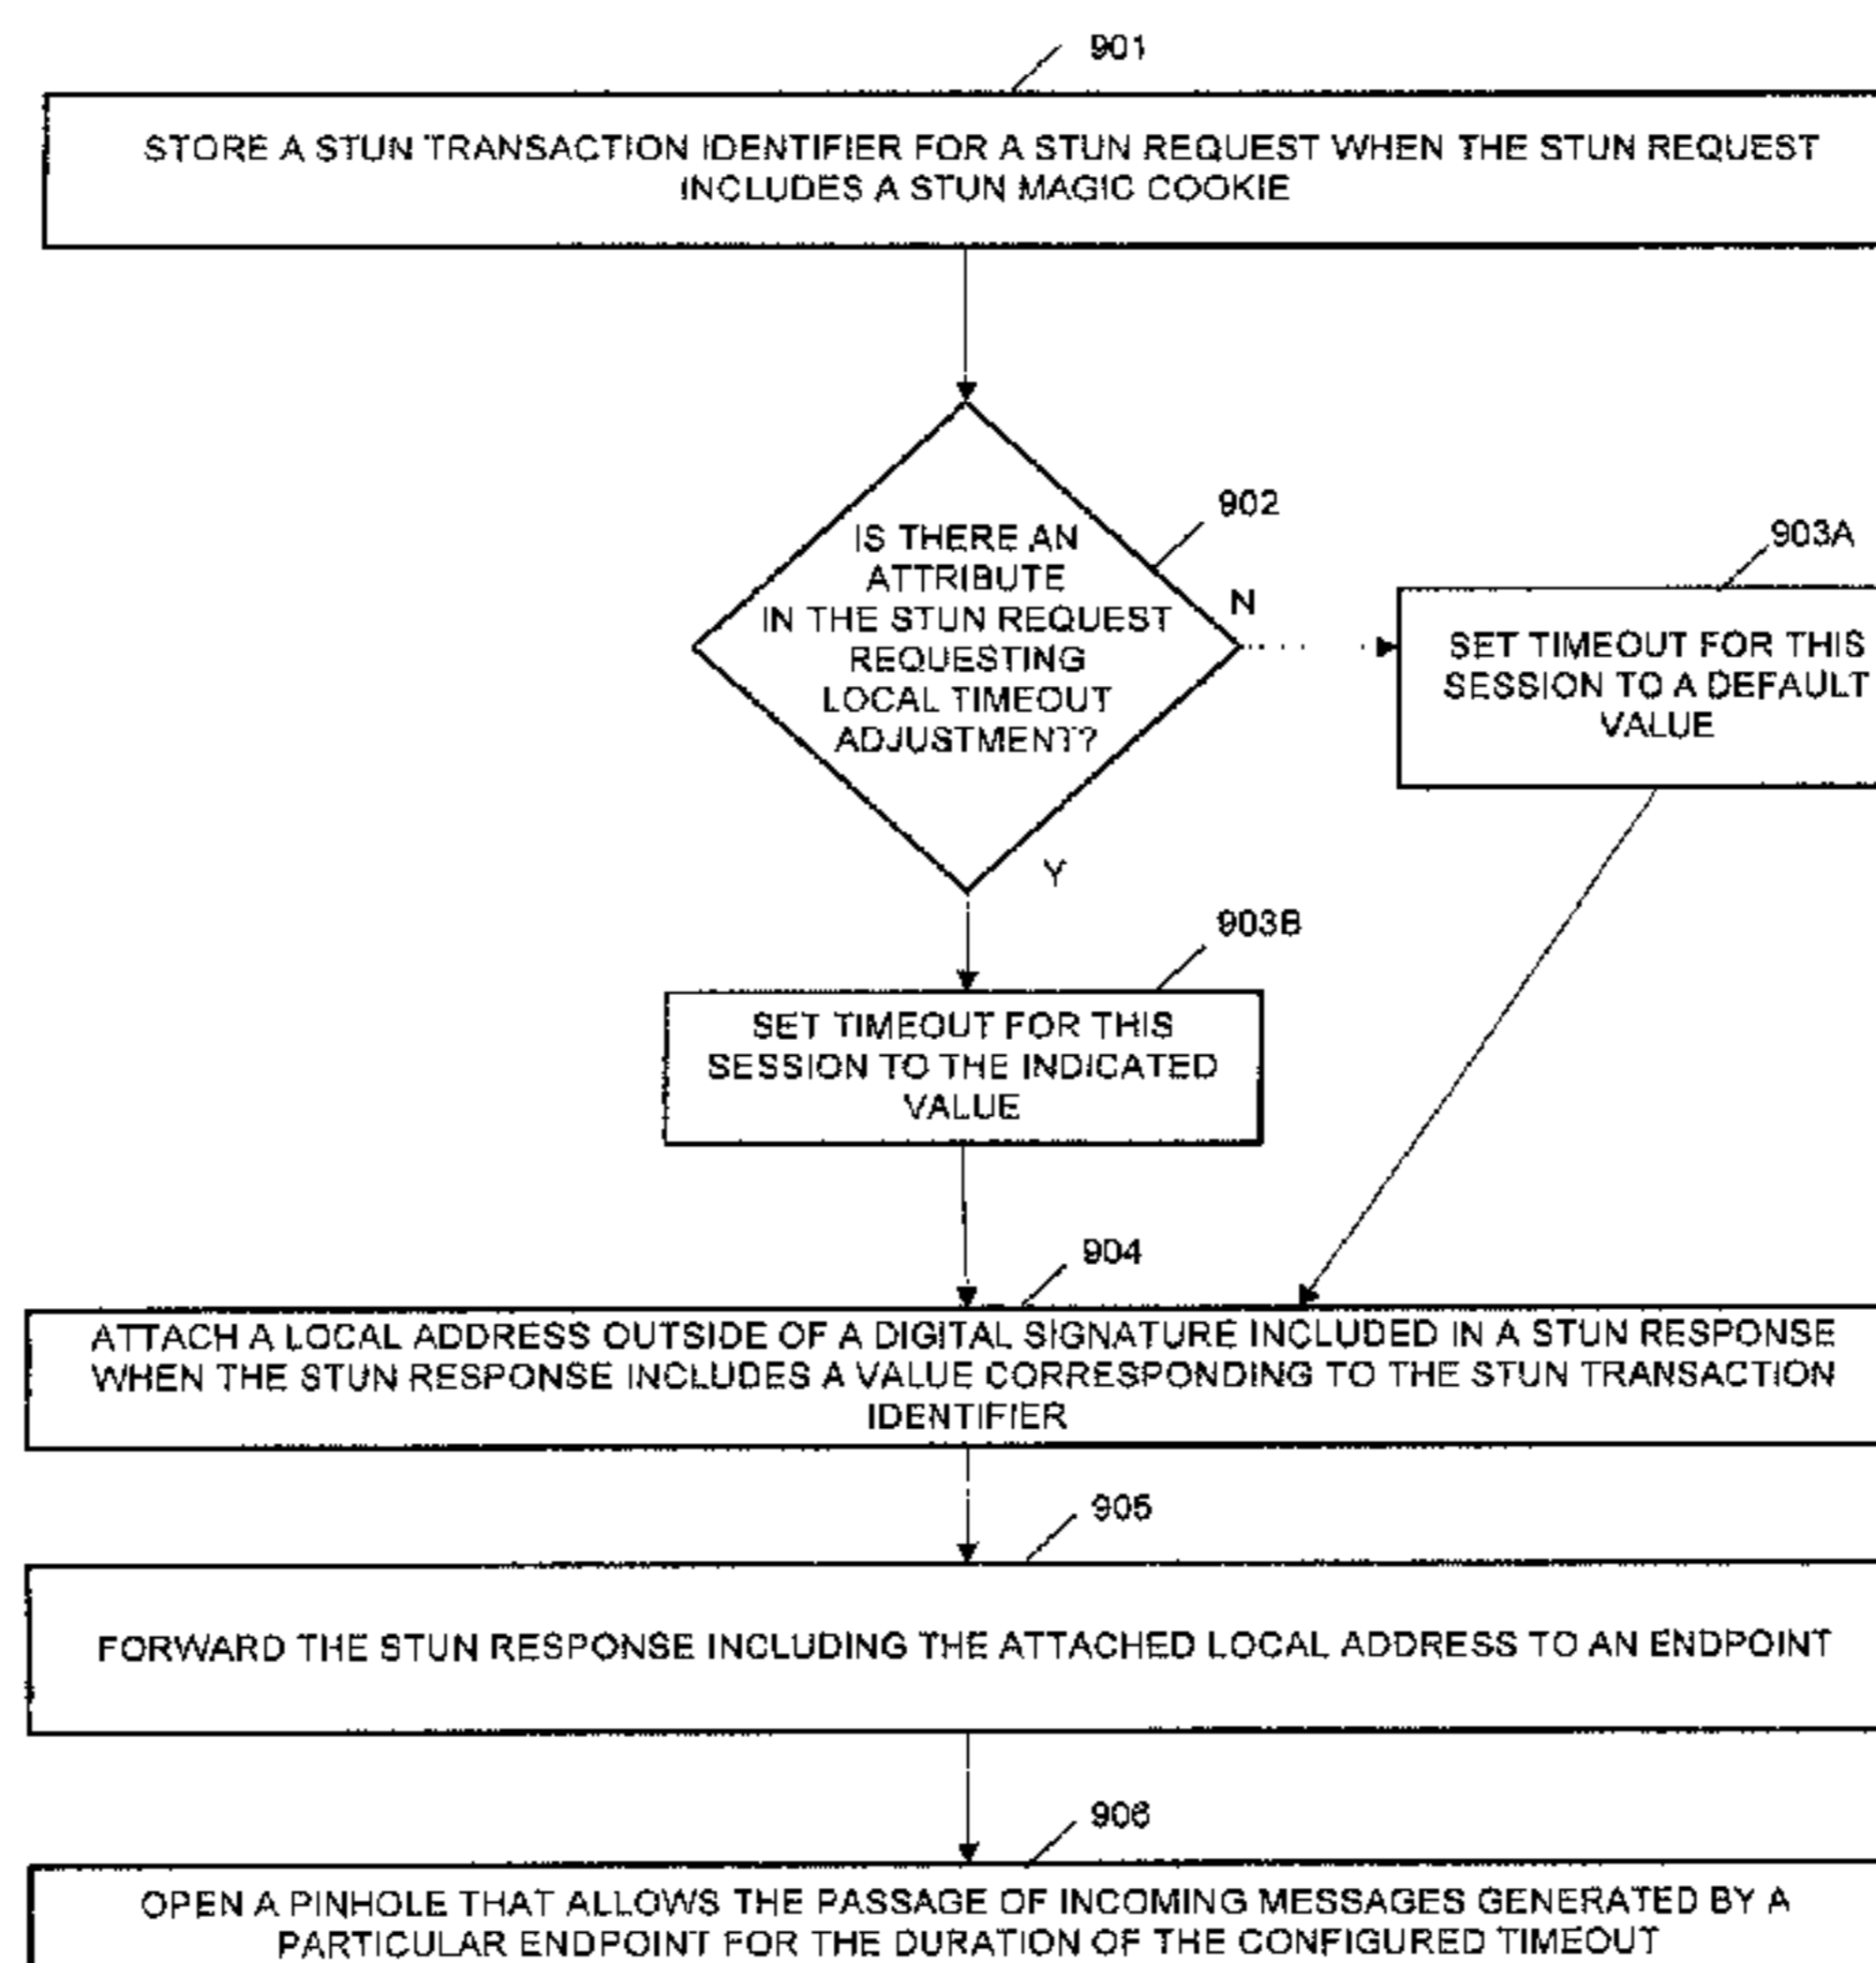 901
STORE A STUN TRANSACTION IDENTIFIER FOR A STUN REQUEST WHEN THE STUN REQUEST
INCLUDES A STUN MAGIC COOKIE
902
IS THERE AN
ATTRIBUTE
IN THE STUN REQUEST
REQUESTING
LOCAL TIMEOUT
ADJUSTMENT?
N
903A
SET TIMEOUT FOR THIS
SESSION TO A DEFAULT
VALUE
Y
903B
SET TIMEOUT FOR THIS
SESSION TO THE INDICATED
VALUE
904
ATTACH A LOCAL ADDRESS OUTSIDE OF A DIGITAL SIGNATURE INCLUDED IN A STUN RESPONSE
WHEN THE STUN RESPONSE INCLUDES A VALUE CORRESPONDING TO THE STUN TRANSACTION
IDENTIFIER
905
FORWARD THE STUN RESPONSE INCLUDING THE ATTACHED LOCAL ADDRESS TO AN ENDPOINT
906
OPEN A PINHOLE THAT ALLOWS THE PASSAGE OF INCOMING MESSAGES GENERATED BY A
PARTICULAR ENDPOINT FOR THE DURATION OF THE CONFIGURED TIMEOUT